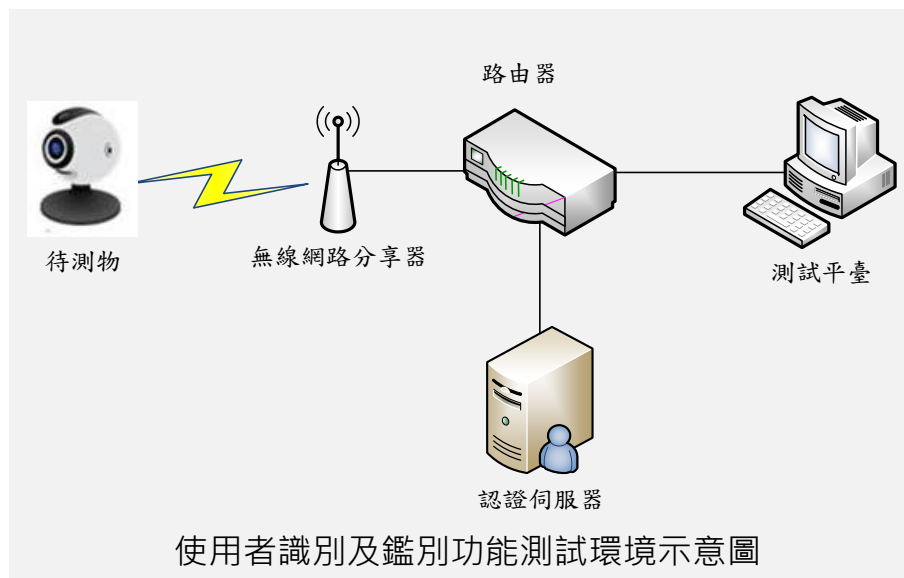 路由器
待測物
無線網路分享器
測試平臺
認證伺服器
使用者識別及鑑別功能測試環境示意圖